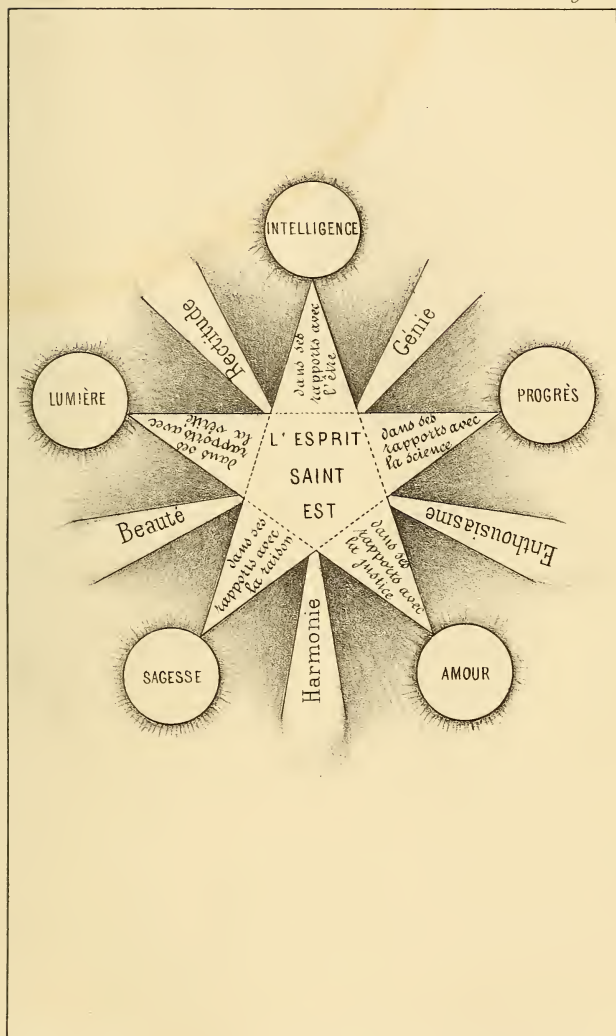 INTELLIGENCE
dans ses
rapports avec
l'être
Rectitude
Génie
LUMIÈRE
dans ses
rapports avec
la vérité
PROGRÈS
dans ses
rapports avec
la science
L'ESPRIT
SAINT
EST
Beauté
Enthousiasme
dans ses
rapports avec
la raison
dans ses
rapports avec
la justice
SAGESSE
Harmonie
AMOUR